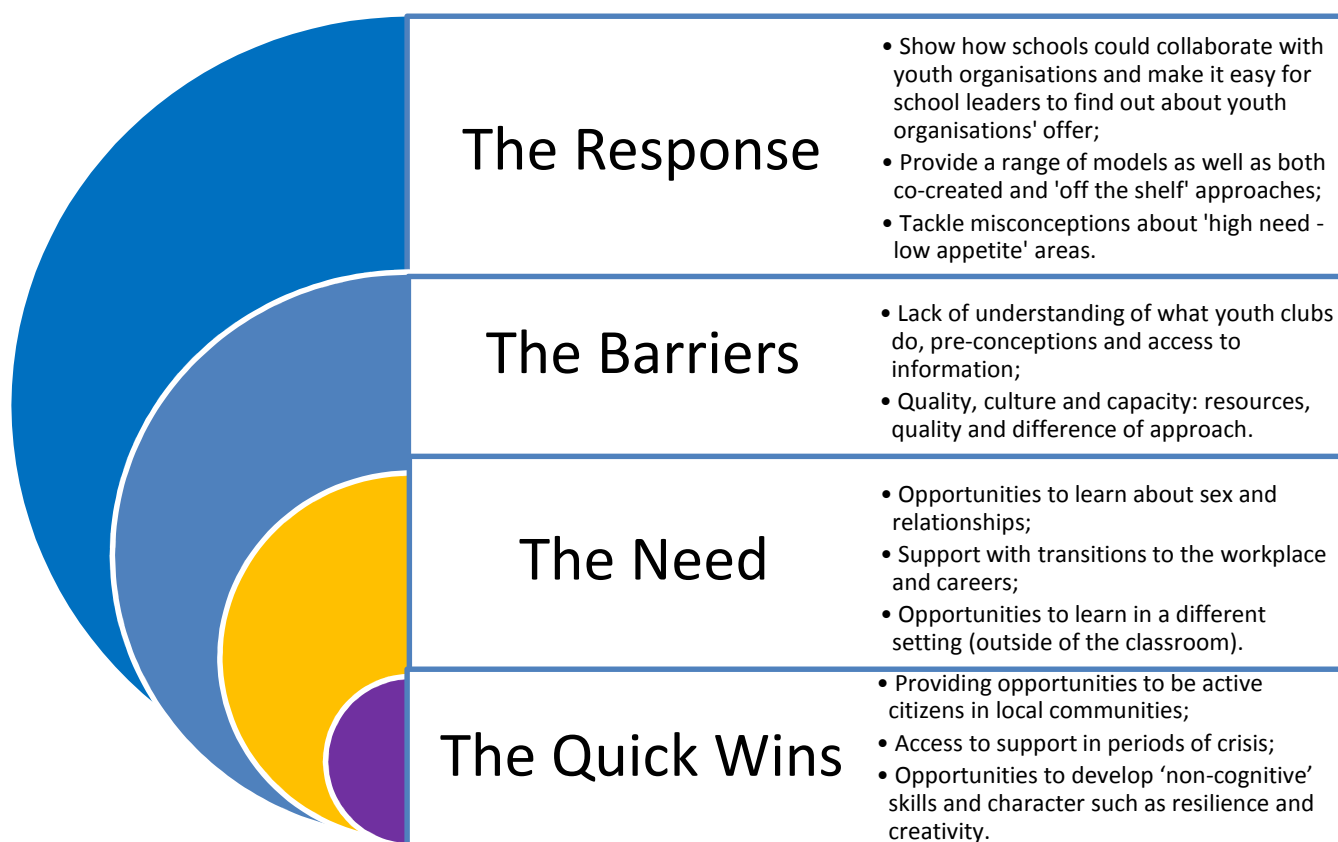 The Response
• Show how schools could collaborate with
youth organisations and make it easy for
school leaders to find out about youth
organisations' offer;
• Provide a range of models as well as both
co-created and 'off the shelf' approaches;
• Tackle misconceptions about 'high need -
low appetite' areas.
The Barriers
• Lack of understanding of what youth clubs
do, pre-conceptions and access to
information;
• Quality, culture and capacity: resources,
quality and difference of approach.
The Need
• Opportunities to learn about sex and
relationships;
• Support with transitions to the workplace
and careers;
• Opportunities to learn in a different
setting (outside of the classroom).
The Quick Wins
• Providing opportunities to be active
citizens in local communities;
• Access to support in periods of crisis;
• Opportunities to develop ‘non-cognitive’
skills and character such as resilience and
creativity.